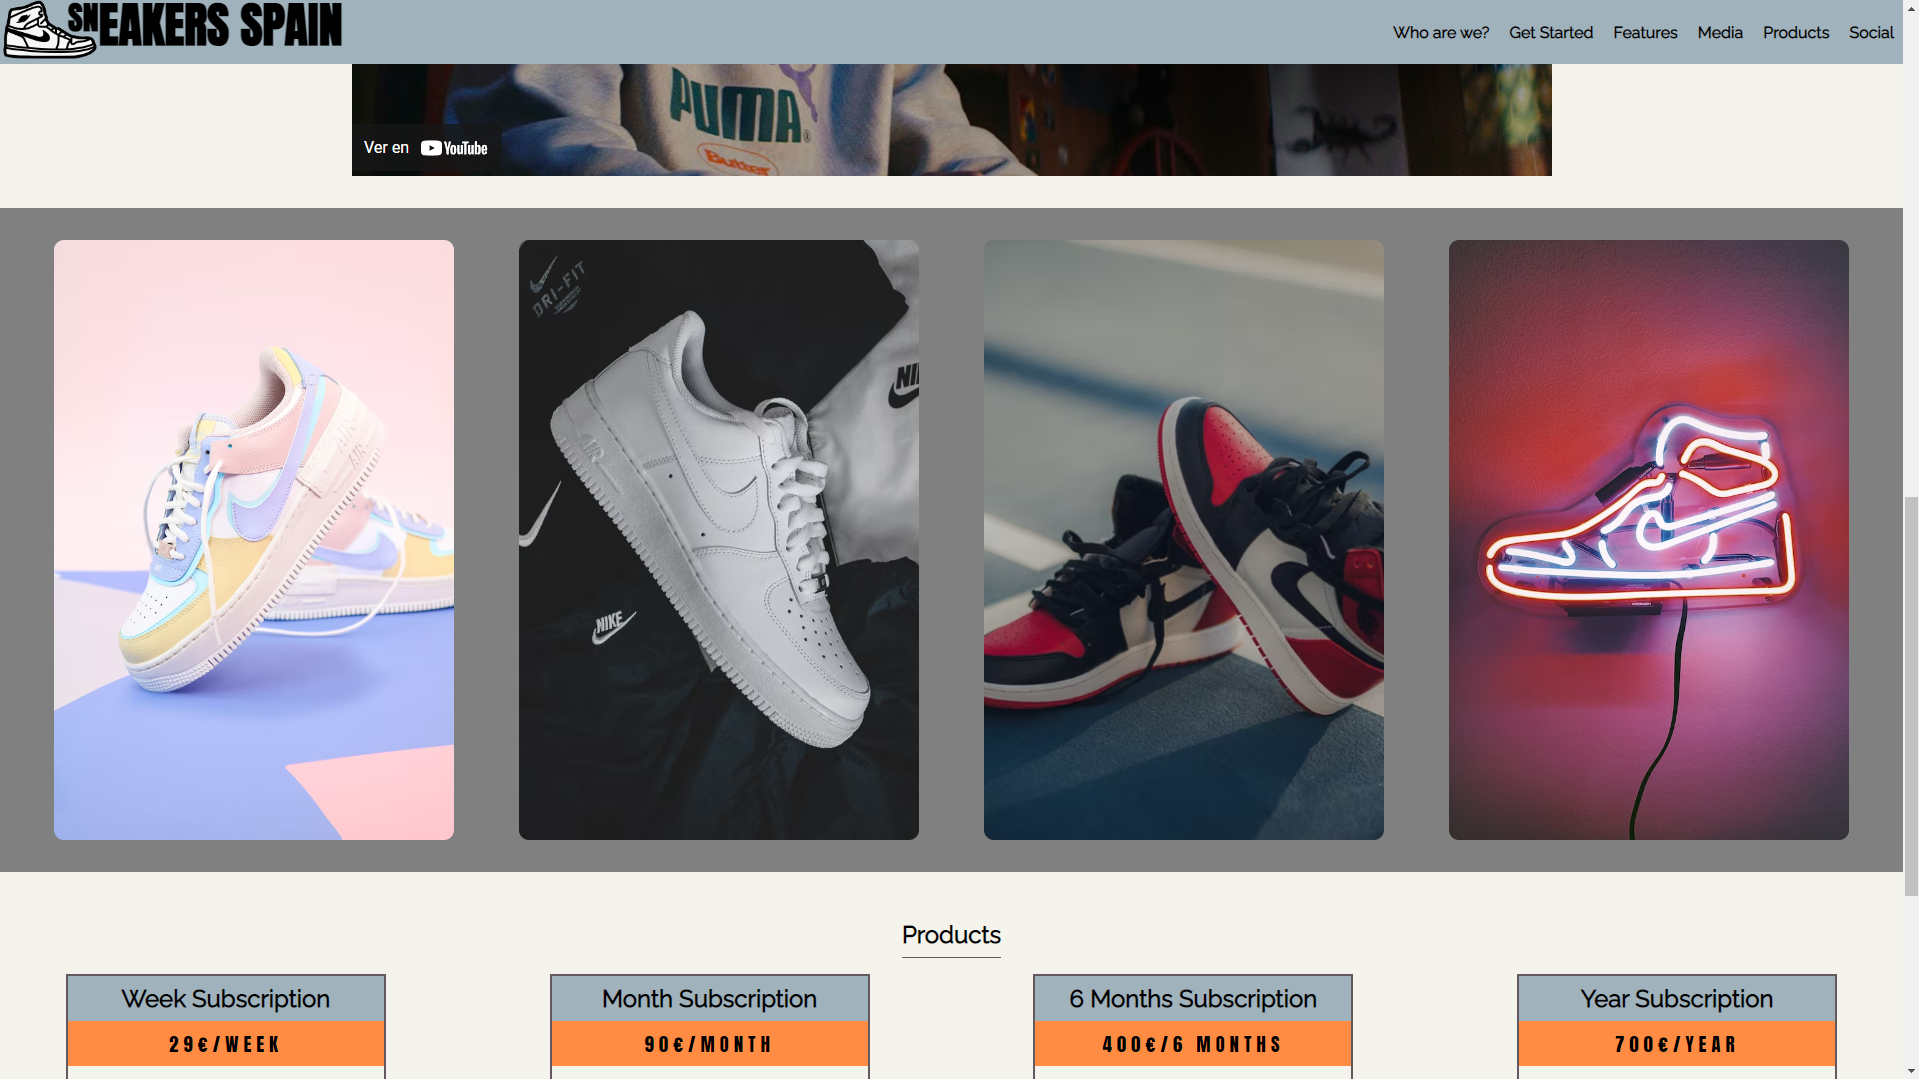 SNEAKERS SPAIN
Who are we? Get Started Features Media Products Social
PUMA
Butter
Ver en YouTube
DRI-FIT
NI
AIR
NIKE
Products
Week Subscription
29€/WEEK
Month Subscription
90€/MONTH
6 Months Subscription
400€/6 MONTHS
Year Subscription
700€/YEAR